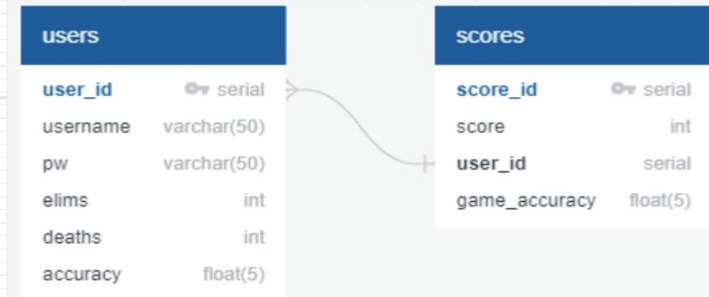 users
user_id serial
username varchar(50)
pw varchar(50)
elims int
deaths int
accuracy float(5)
scores
score_id serial
score int
user_id serial
game_accuracy float(5)